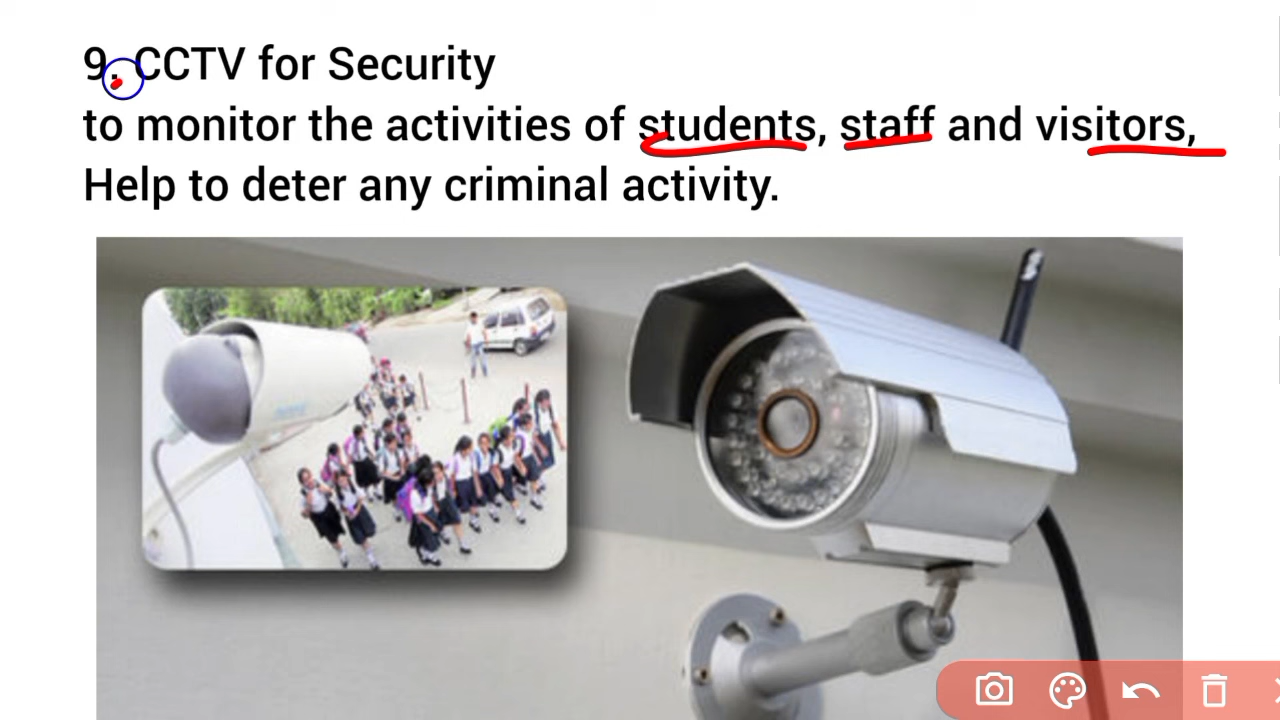 9. CCTV for Security
to monitor the activities of students, staff and visitors,
Help to deter any criminal activity.